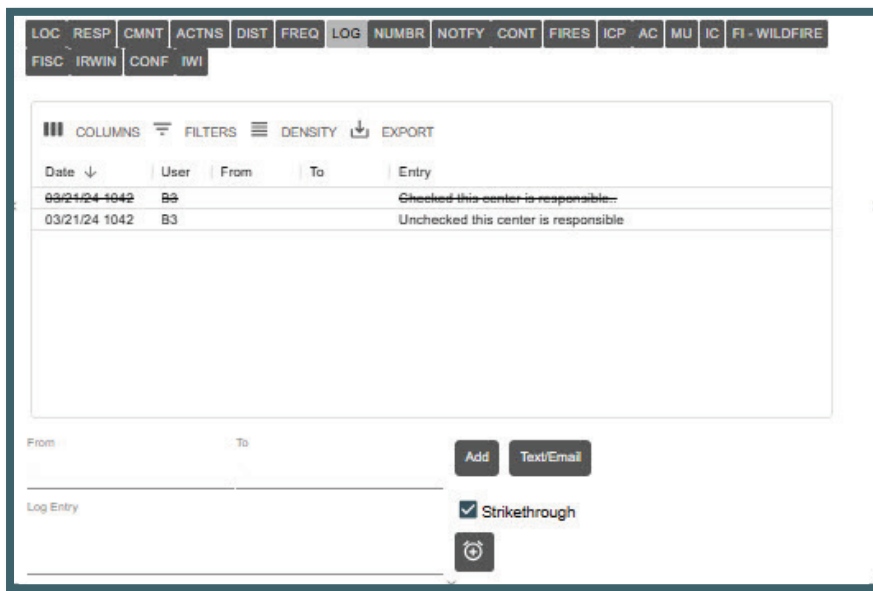 LOC RESP CMNT ACTNS DIST FREQ LOG NUMBR NOTFY CONT FIRES ICP AC MU IC FI - WILDFIRE
FISC IRWIN CONF IWI
COLUMNS FILTERS DENSITY EXPORT
Date User From To Entry
03/21/24 1042 B3 Checked this center is responsible..
03/21/24 1042 B3 Unchecked this center is responsible
From To
Add Text/Email
Log Entry
Strikethrough